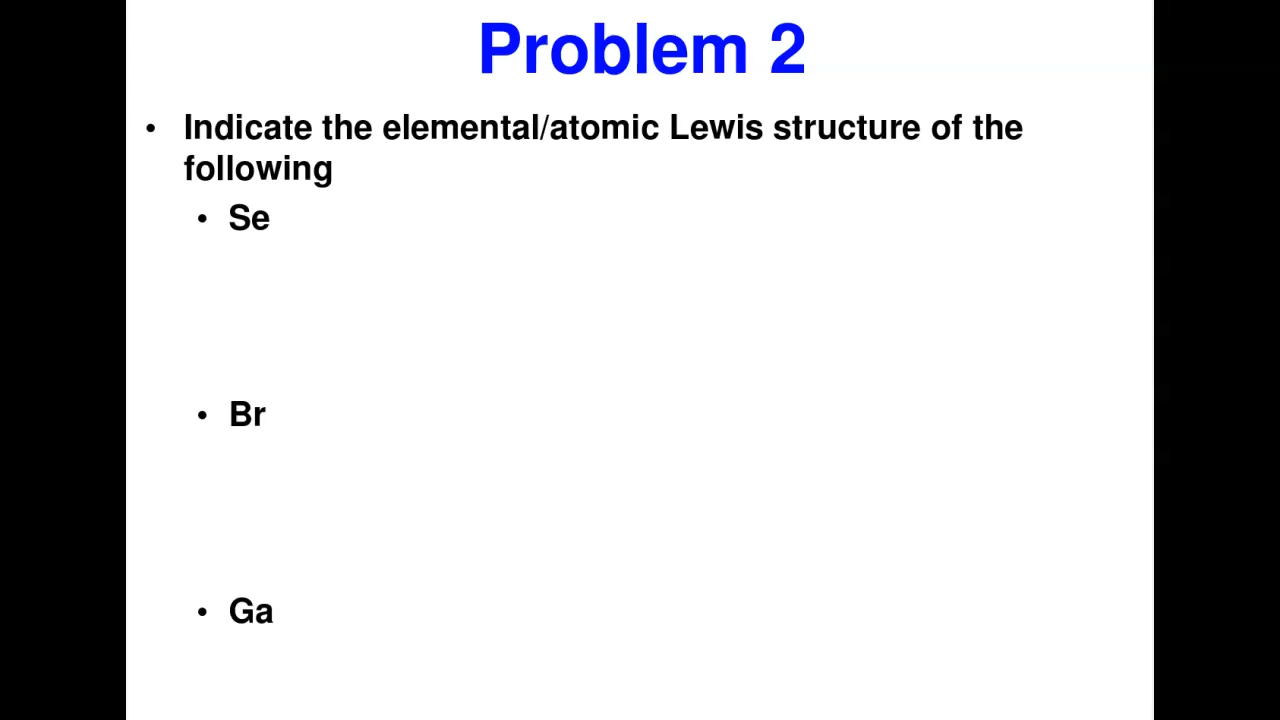 Problem 2
• Indicate the elemental/atomic Lewis structure of the
following
• Se
• Br
• Ga